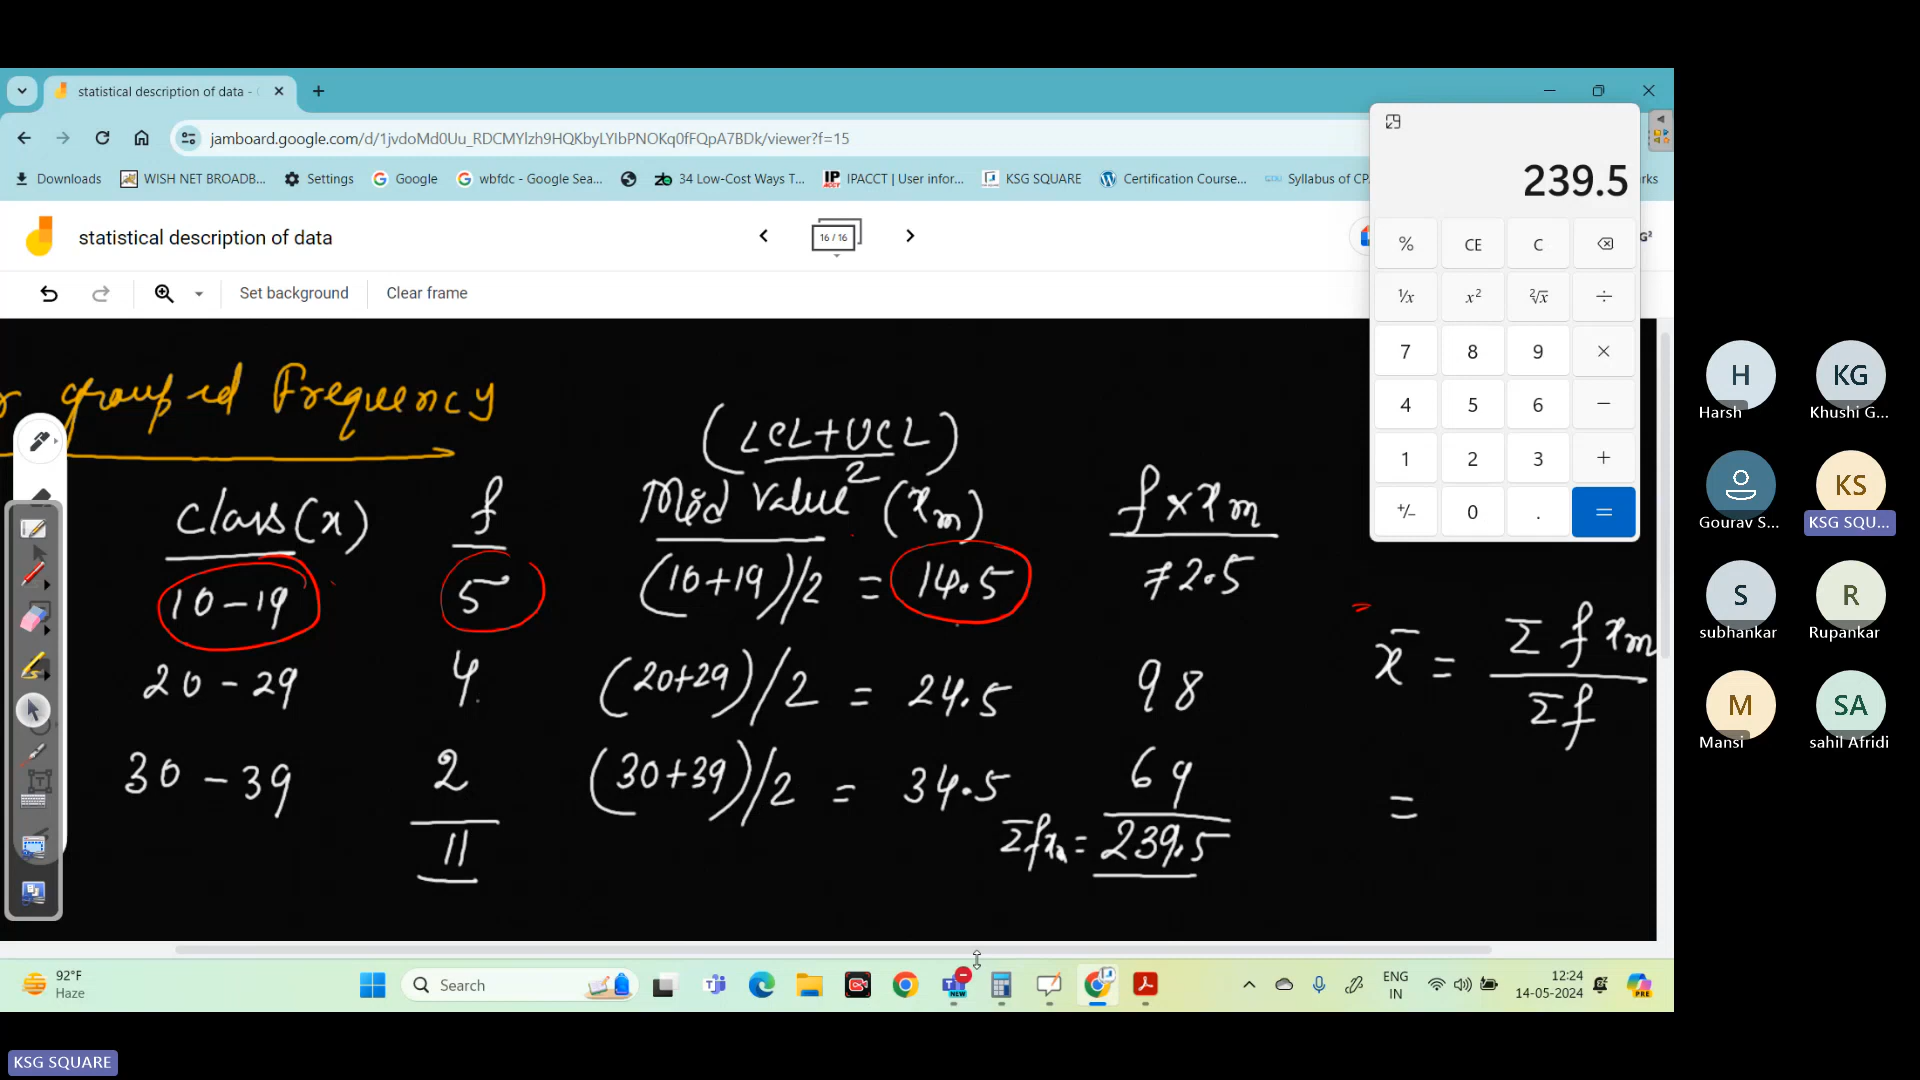 statistical description of data -
jamboard.google.com/d/1jvdoMd0Uu_RDCMYlzh9HQKbyLYlbPNOKq0fFQpA7BDk/viewer?f=15
Downloads WISH NET BROADB... Settings Google wbfdc - Google Sea... 34 Low-Cost Ways T... IPACCT | User infor... KSG SQUARE Certification Course... Syllabus of CP
statistical description of data
16 / 16
Set background Clear frame
239.5
% CE C
1/x x² ²√x ÷
7 8 9 ×
4 5 6 −
1 2 3 +
+/− 0 . =
grouped Frequency
(LCL+UCL)
2
class (x) f Mid Value (xm) f × xm
10 – 19 5 (10+19)/2 = 14.5 72.5
20 – 29 4 (20+29)/2 = 24.5 98
30 – 39 2 (30+39)/2 = 34.5 69
11 Σfxm = 239.5
x̄ = Σ f xm
Σf
=
H KG
Harsh Khushi G...
KS
Gourav S... KSG SQU...
S R
subhankar Rupankar
M SA
Mansi sahil Afridi
92°F
Haze
Search
NEW
ENG
IN
12:24
14-05-2024
PRE
KSG SQUARE